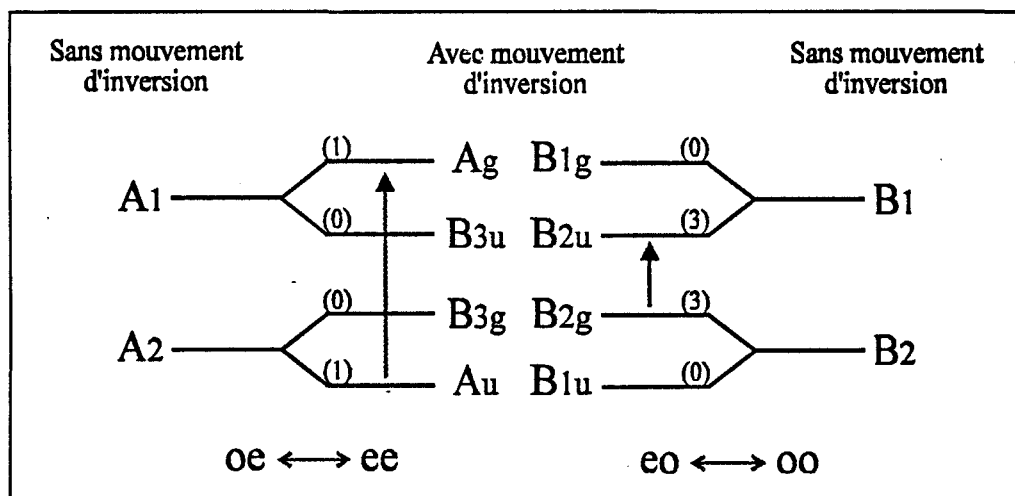 Sans mouvement d'inversion
Avec mouvement d'inversion
Sans mouvement d'inversion
(1) Ag B1g (0)
A1 B1
(0) B3u B2u (3)
(0) B3g B2g (3)
A2 B2
(1) Au B1u (0)
oe ↔ ee
eo ↔ oo